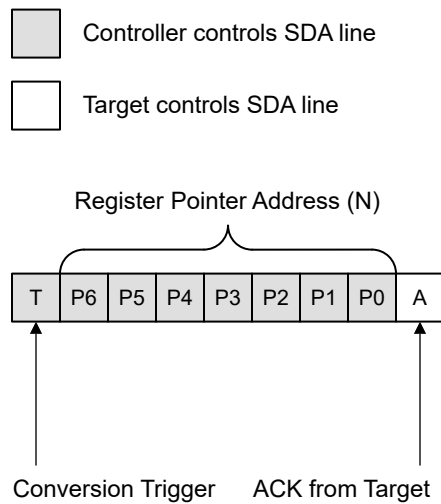 Controller controls SDA line
Target controls SDA line
Register Pointer Address (N)
T P6 P5 P4 P3 P2 P1 P0 A
Conversion Trigger ACK from Target